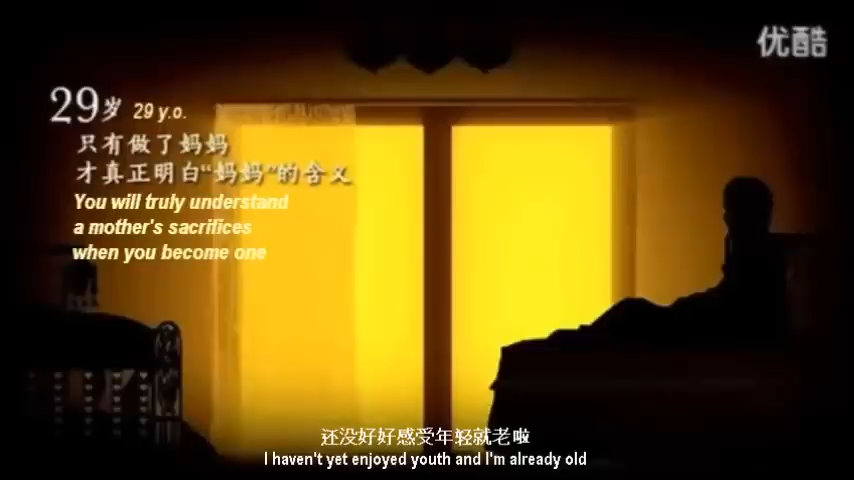 优酷
29岁 29 y.o.
只有做了妈妈
才真正明白“妈妈”的含义
You will truly understand
a mother's sacrifices
when you become one
还没好好感受年轻就老啦
I haven't yet enjoyed youth and I'm already old